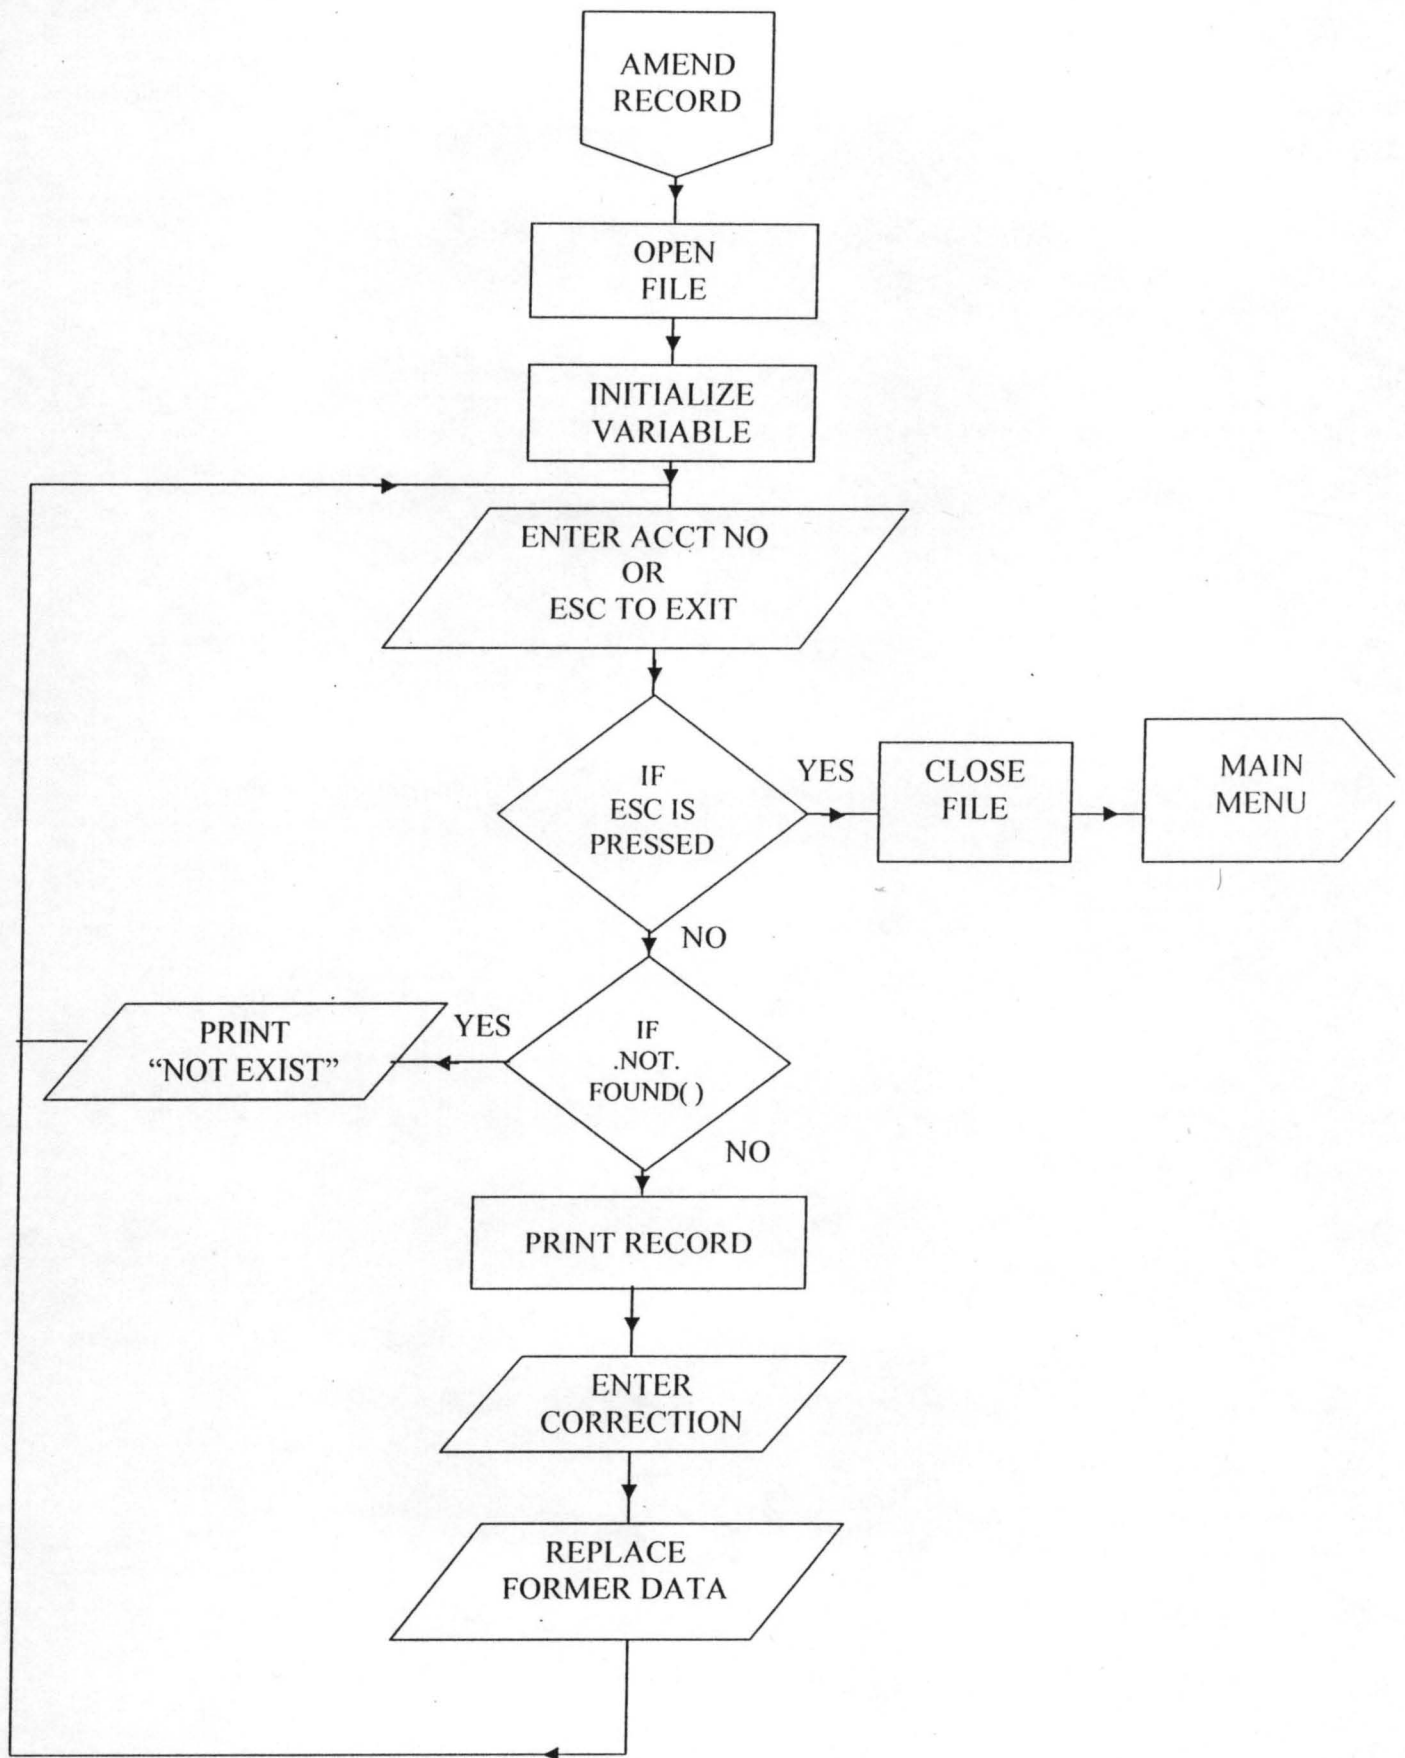 AMEND
RECORD
OPEN
FILE
INITIALIZE
VARIABLE
ENTER ACCT NO
OR
ESC TO EXIT
IF
ESC IS
PRESSED
YES
CLOSE
FILE
MAIN
MENU
NO
PRINT
“NOT EXIST”
YES
IF
.NOT.
FOUND( )
NO
PRINT RECORD
ENTER
CORRECTION
REPLACE
FORMER DATA